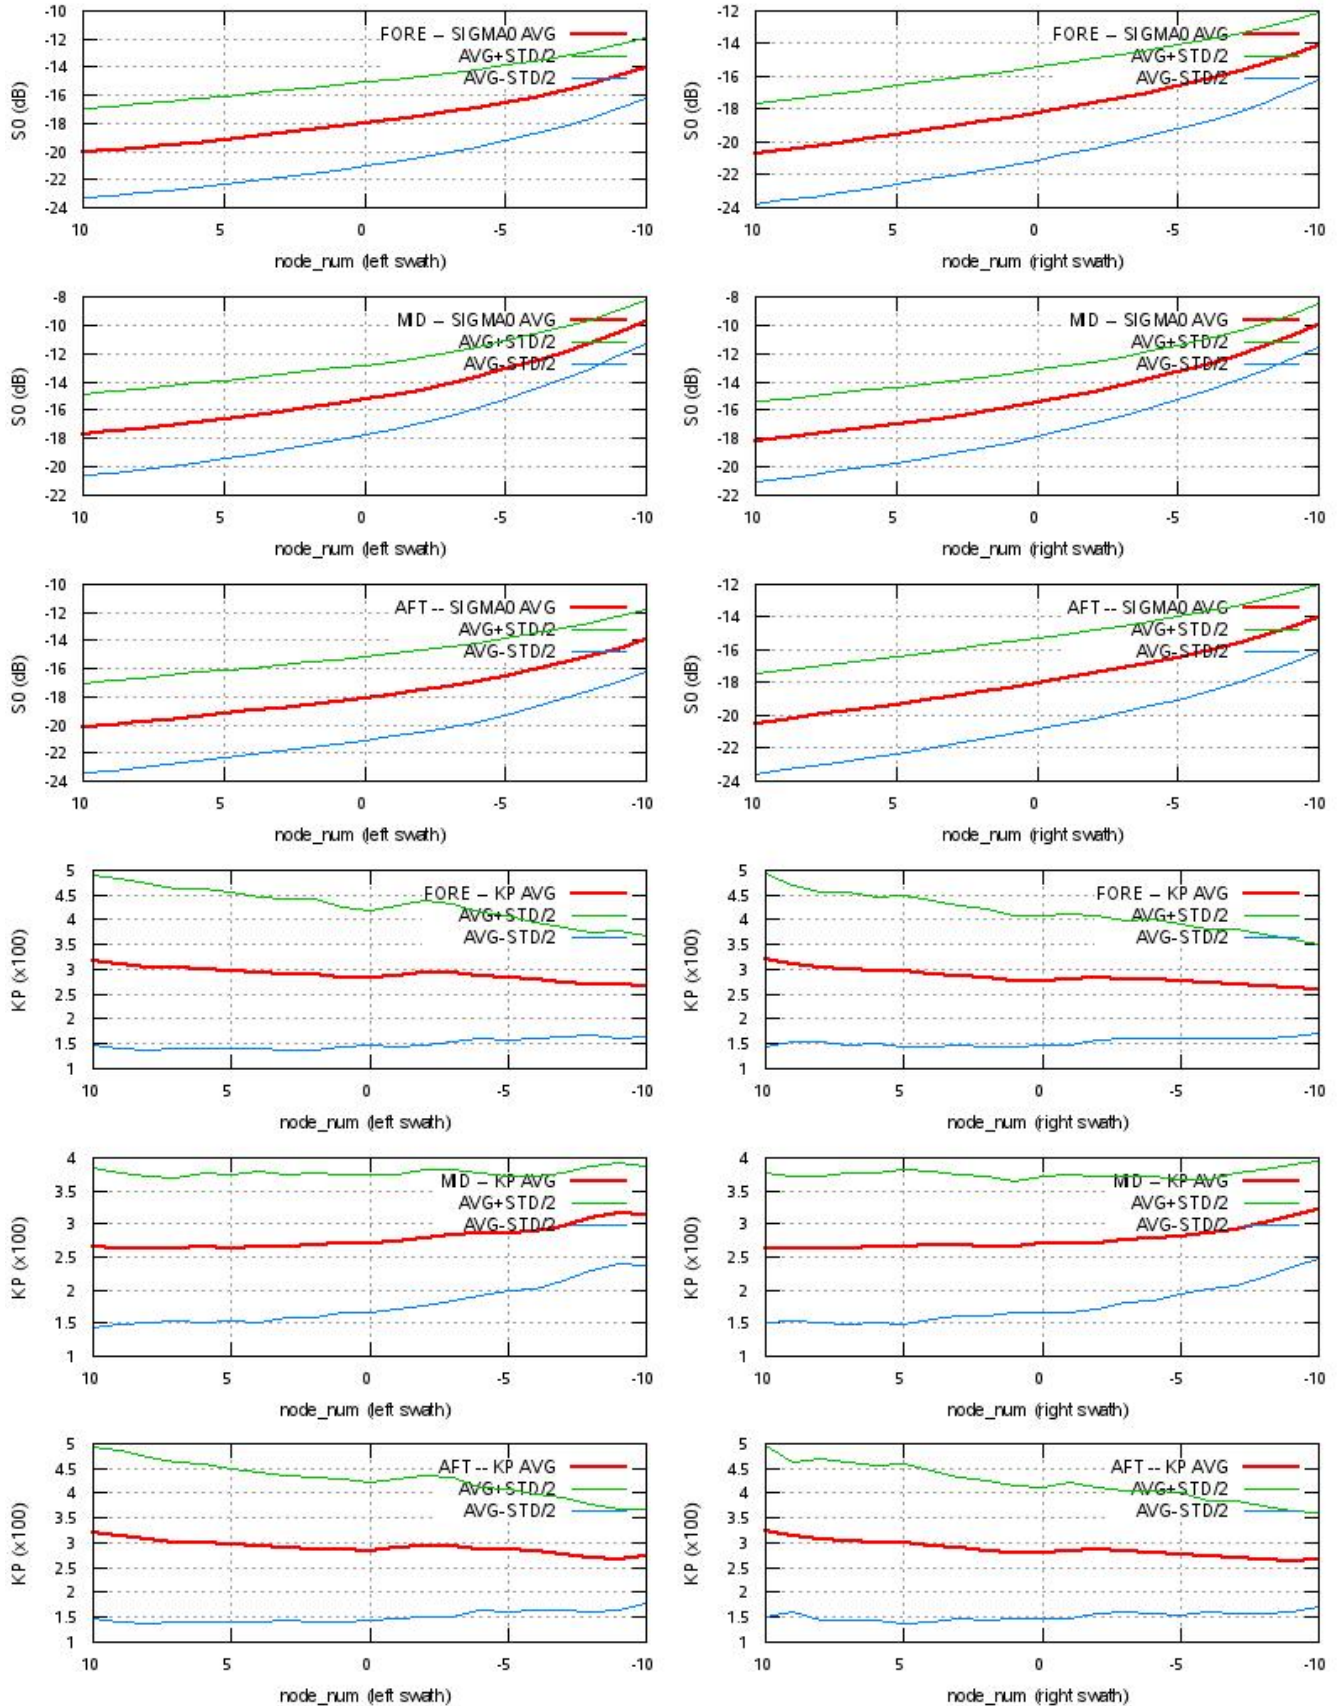 -10
-12
-14
-16
-18
-20
-22
-24
S0 (dB)
FORE -- SIGMA0 AVG
AVG+STD/2
AVG-STD/2
10 5 0 -5 -10
node_num (left swath)
-12
-14
-16
-18
-20
-22
-24
S0 (dB)
FORE -- SIGMA0 AVG
AVG+STD/2
AVG-STD/2
10 5 0 -5 -10
node_num (right swath)
-8
-10
-12
-14
-16
-18
-20
-22
S0 (dB)
MID -- SIGMA0 AVG
AVG+STD/2
AVG-STD/2
10 5 0 -5 -10
node_num (left swath)
-8
-10
-12
-14
-16
-18
-20
-22
S0 (dB)
MID -- SIGMA0 AVG
AVG+STD/2
AVG-STD/2
10 5 0 -5 -10
node_num (right swath)
-10
-12
-14
-16
-18
-20
-22
-24
S0 (dB)
AFT -- SIGMA0 AVG
AVG+STD/2
AVG-STD/2
10 5 0 -5 -10
node_num (left swath)
-12
-14
-16
-18
-20
-22
-24
S0 (dB)
AFT -- SIGMA0 AVG
AVG+STD/2
AVG-STD/2
10 5 0 -5 -10
node_num (right swath)
5
4.5
4
3.5
3
2.5
2
1.5
1
KP (x100)
FORE -- KP AVG
AVG+STD/2
AVG-STD/2
10 5 0 -5 -10
node_num (left swath)
5
4.5
4
3.5
3
2.5
2
1.5
1
KP (x100)
FORE -- KP AVG
AVG+STD/2
AVG-STD/2
10 5 0 -5 -10
node_num (right swath)
4
3.5
3
2.5
2
1.5
1
KP (x100)
MID -- KP AVG
AVG+STD/2
AVG-STD/2
10 5 0 -5 -10
node_num (left swath)
4
3.5
3
2.5
2
1.5
1
KP (x100)
MID -- KP AVG
AVG+STD/2
AVG-STD/2
10 5 0 -5 -10
node_num (right swath)
5
4.5
4
3.5
3
2.5
2
1.5
1
KP (x100)
AFT -- KP AVG
AVG+STD/2
AVG-STD/2
10 5 0 -5 -10
node_num (left swath)
5
4.5
4
3.5
3
2.5
2
1.5
1
KP (x100)
AFT -- KP AVG
AVG+STD/2
AVG-STD/2
10 5 0 -5 -10
node_num (right swath)